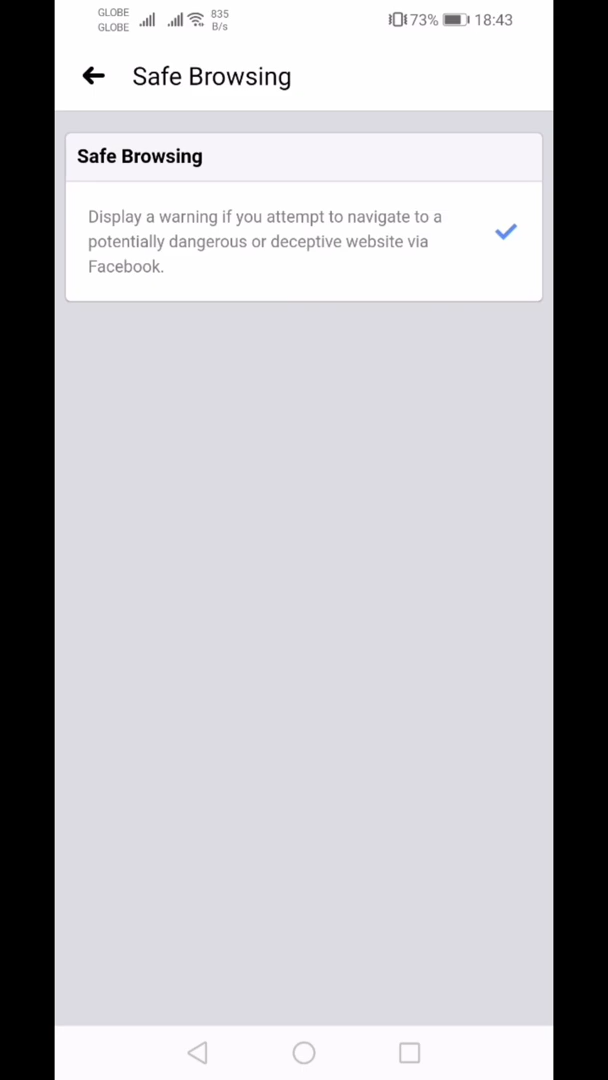 GLOBE
GLOBE
835
B/s
73%
18:43
Safe Browsing
Safe Browsing
Display a warning if you attempt to navigate to a
potentially dangerous or deceptive website via
Facebook.